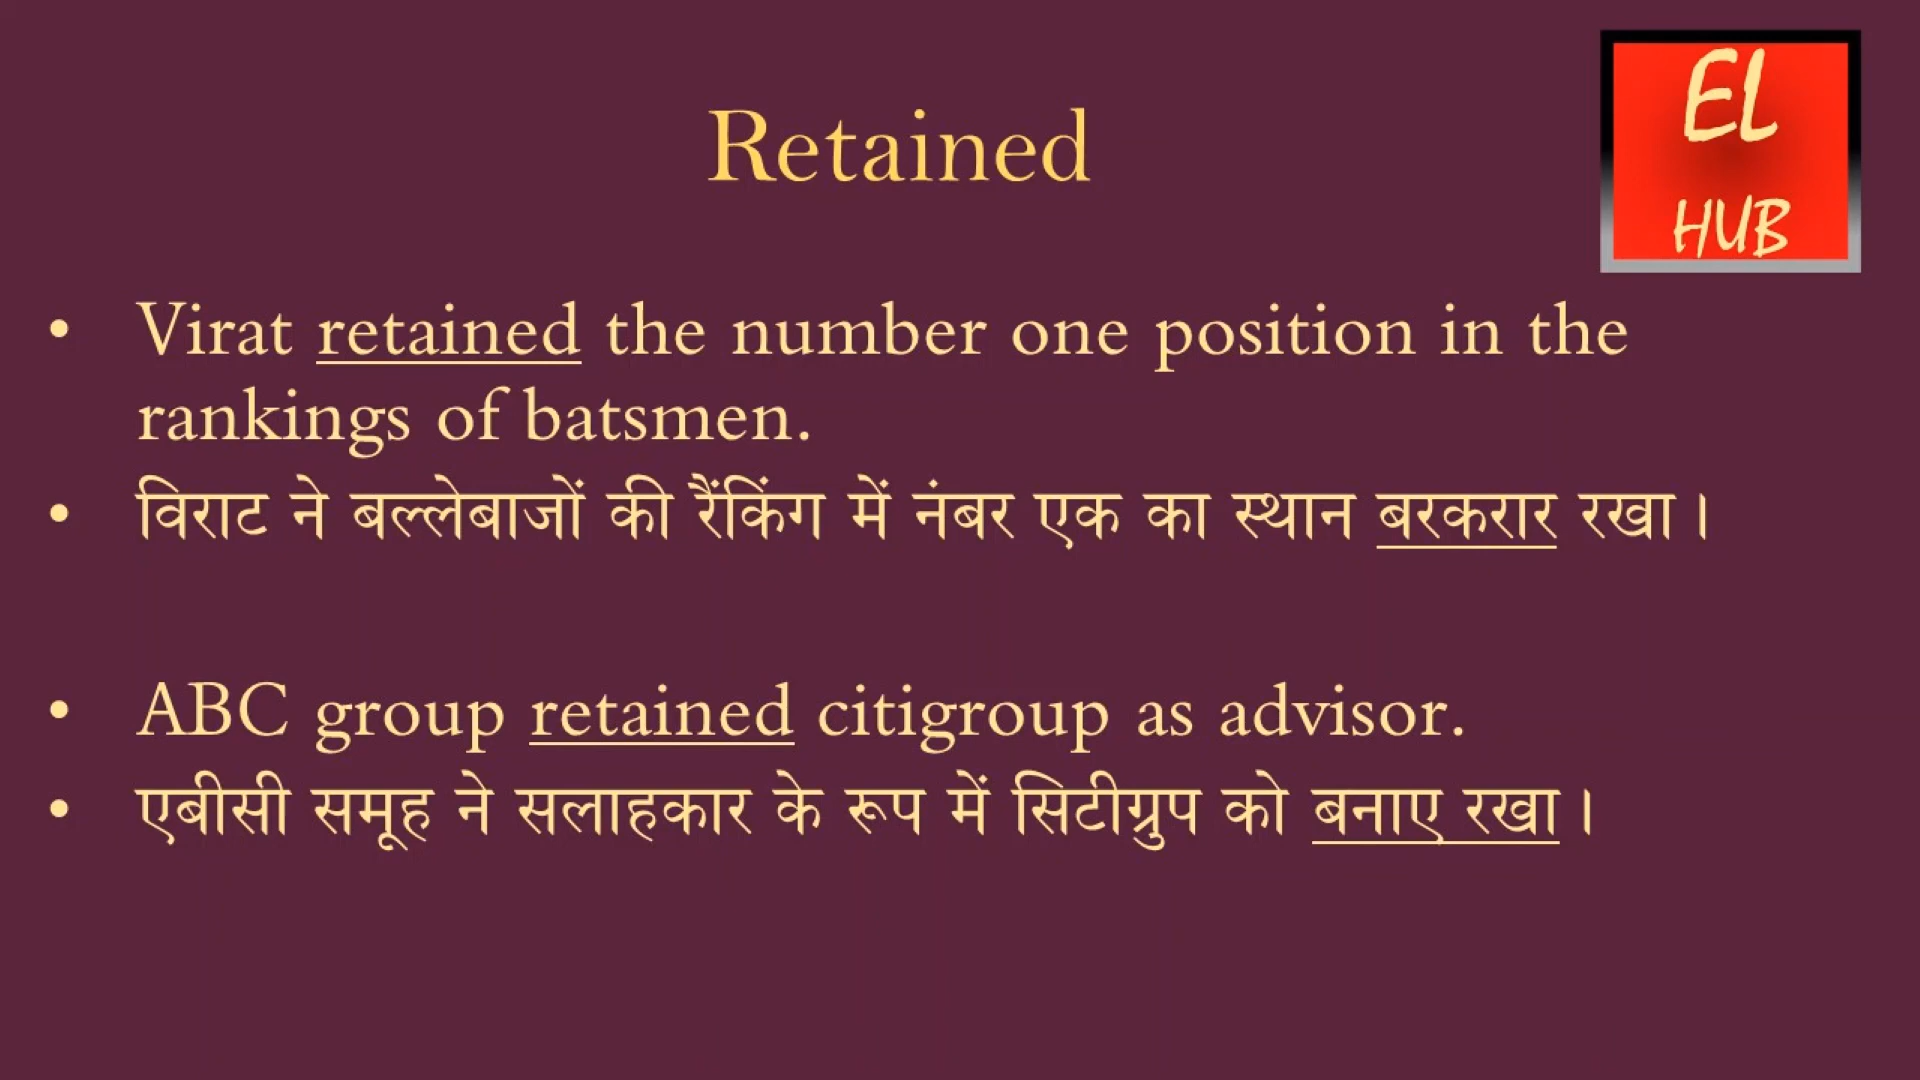 EL
HUB
Retained
• Virat retained the number one position in the
rankings of batsmen.
• विराट ने बल्लेबाजों की रैंकिंग में नंबर एक का स्थान बरकरार रखा।
• ABC group retained citigroup as advisor.
• एबीसी समूह ने सलाहकार के रूप में सिटीग्रुप को बनाए रखा।